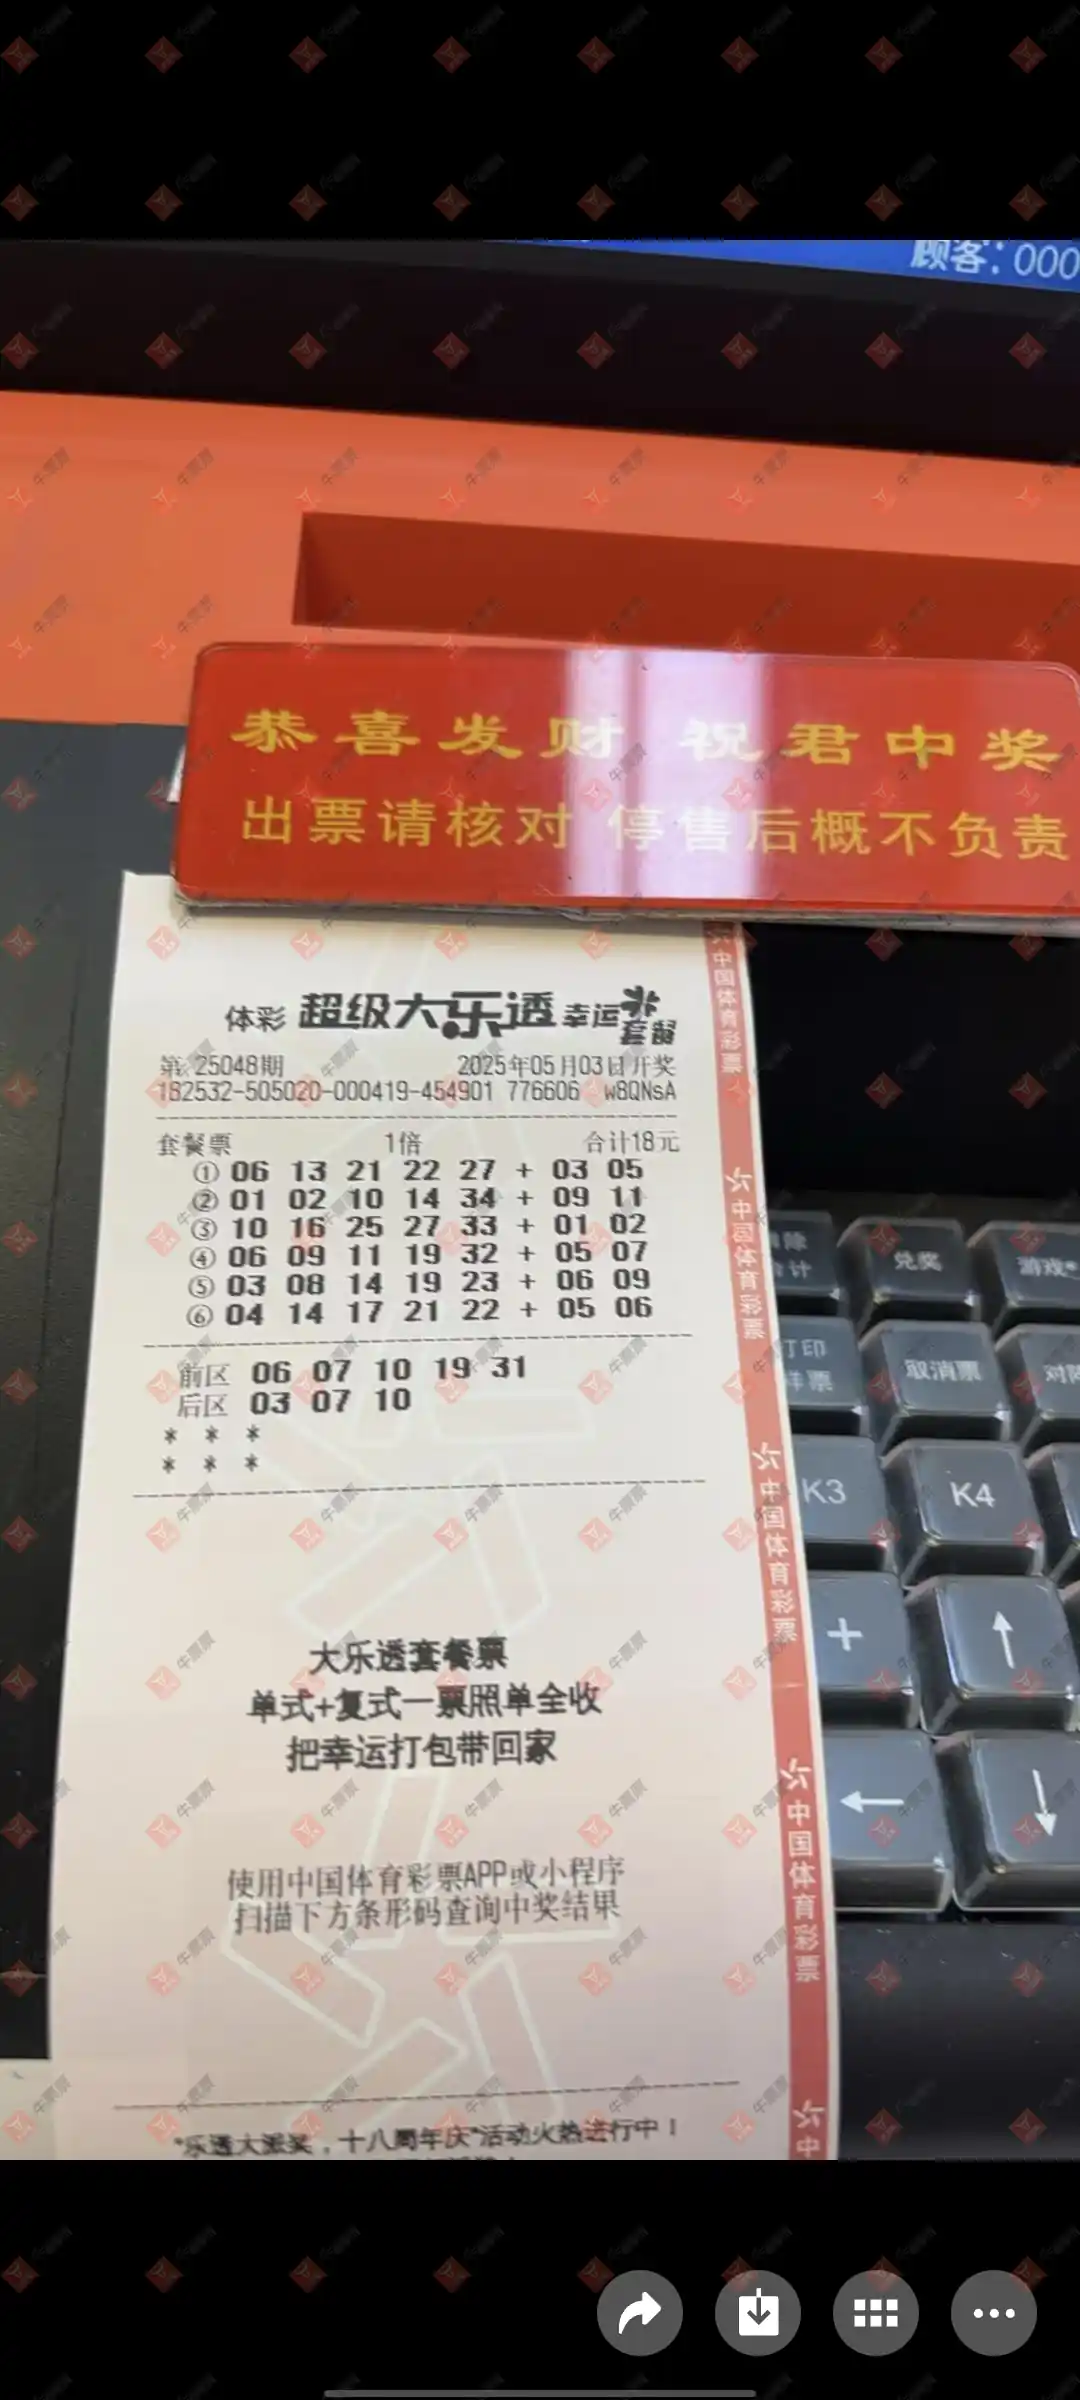 顾客：000
恭喜发财 祝君中奖
出票请核对 停售后概不负责
体彩 超级大乐透 幸运 套餐
第 25048期 2025年05月03日开奖
182532-505020-000419-454901 776606 w8QNsA
套餐票 1倍 合计18元
① 06 13 21 22 27 + 03 05
② 01 02 10 14 34 + 09 11
③ 10 16 25 27 33 + 01 02
④ 06 09 11 19 32 + 05 07
⑤ 03 08 14 19 23 + 06 09
⑥ 04 14 17 21 22 + 05 06
前区 06 07 10 19 31
后区 03 07 10
* * *
* * *
大乐透套餐票
单式+复式一票照单全收
把幸运打包带回家
使用中国体育彩票APP或小程序
扫描下方条形码查询中奖结果
"乐透大派奖，十八周年庆"活动火热进行中！
中国体育彩票
中国体育彩票
中国体育彩票
中国体育彩票
中
兑奖
游戏
打印
样票
取消票
K3
K4
+
↑
←
↓
牛票票